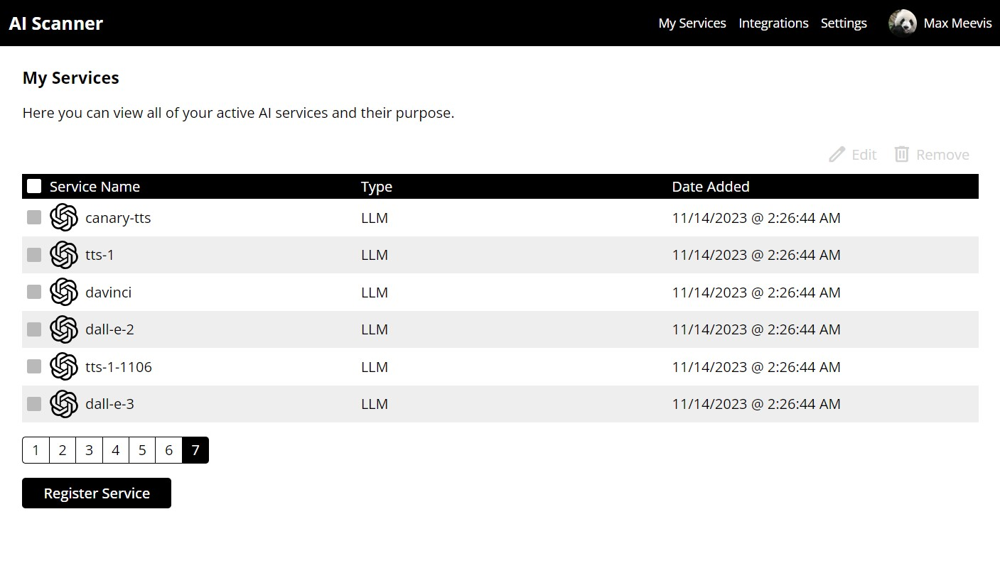 AI Scanner My Services Integrations Settings Max Meevis
My Services
Here you can view all of your active AI services and their purpose.
Edit Remove
Service Name Type Date Added
canary-tts LLM 11/14/2023 @ 2:26:44 AM
tts-1 LLM 11/14/2023 @ 2:26:44 AM
davinci LLM 11/14/2023 @ 2:26:44 AM
dall-e-2 LLM 11/14/2023 @ 2:26:44 AM
tts-1-1106 LLM 11/14/2023 @ 2:26:44 AM
dall-e-3 LLM 11/14/2023 @ 2:26:44 AM
1 2 3 4 5 6 7
Register Service